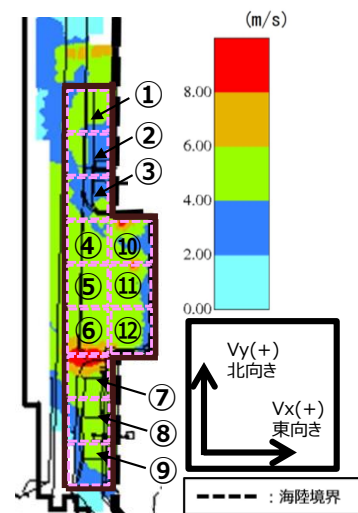 (m/s)
8.00
6.00
4.00
2.00
0.00
①
②
③
④
⑩
⑤
⑪
⑥
⑫
⑦
⑧
⑨
Vy(+)
北向き
Vx(+)
東向き
：海陸境界